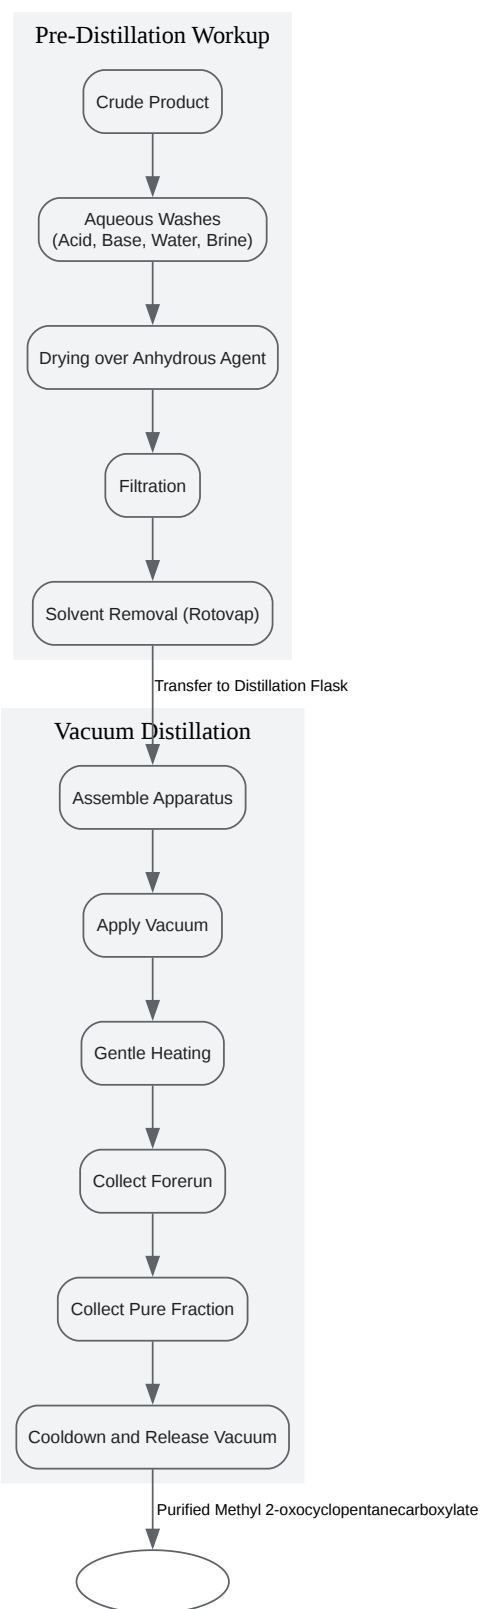 Pre-Distillation Workup
Crude Product
Aqueous Washes
(Acid, Base, Water, Brine)
Drying over Anhydrous Agent
Filtration
Solvent Removal (Rotovap)
Transfer to Distillation Flask
Vacuum Distillation
Assemble Apparatus
Apply Vacuum
Gentle Heating
Collect Forerun
Collect Pure Fraction
Cooldown and Release Vacuum
Purified Methyl 2-oxocyclopentanecarboxylate